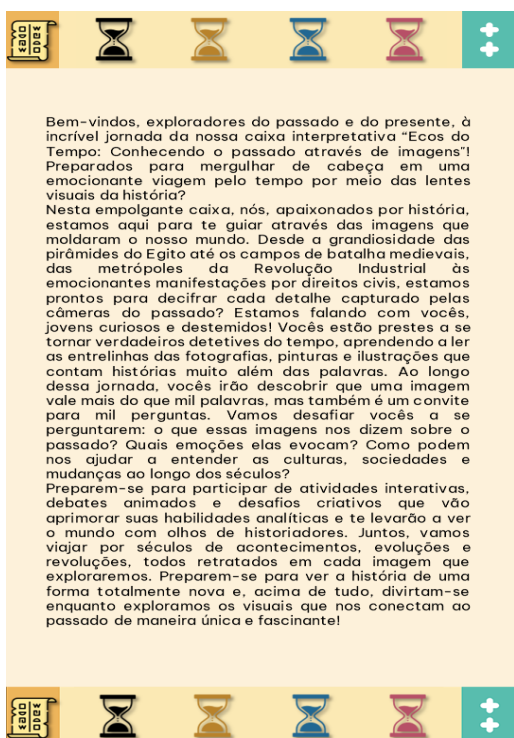 Bem-vindos, exploradores do passado e do presente, à
incrível jornada da nossa caixa interpretativa “Ecos do
Tempo: Conhecendo o passado através de imagens"!
Preparados para mergulhar de cabeça em uma
emocionante viagem pelo tempo por meio das lentes
visuais da história?
Nesta empolgante caixa, nós, apaixonados por história,
estamos aqui para te guiar através das imagens que
moldaram o nosso mundo. Desde a grandiosidade das
pirâmides do Egito até os campos de batalha medievais,
das metrópoles da Revolução Industrial às
emocionantes manifestações por direitos civis, estamos
prontos para decifrar cada detalhe capturado pelas
câmeras do passado? Estamos falando com vocês,
jovens curiosos e destemidos! Vocês estão prestes a se
tornar verdadeiros detetives do tempo, aprendendo a ler
as entrelinhas das fotografias, pinturas e ilustrações que
contam histórias muito além das palavras. Ao longo
dessa jornada, vocês irão descobrir que uma imagem
vale mais do que mil palavras, mas também é um convite
para mil perguntas. Vamos desafiar vocês a se
perguntarem: o que essas imagens nos dizem sobre o
passado? Quais emoções elas evocam? Como podem
nos ajudar a entender as culturas, sociedades e
mudanças ao longo dos séculos?
Preparem-se para participar de atividades interativas,
debates animados e desafios criativos que vão
aprimorar suas habilidades analíticas e te levarão a ver
o mundo com olhos de historiadores. Juntos, vamos
viajar por séculos de acontecimentos, evoluções e
revoluções, todos retratados em cada imagem que
exploraremos. Preparem-se para ver a história de uma
forma totalmente nova e, acima de tudo, divirtam-se
enquanto exploramos os visuais que nos conectam ao
passado de maneira única e fascinante!